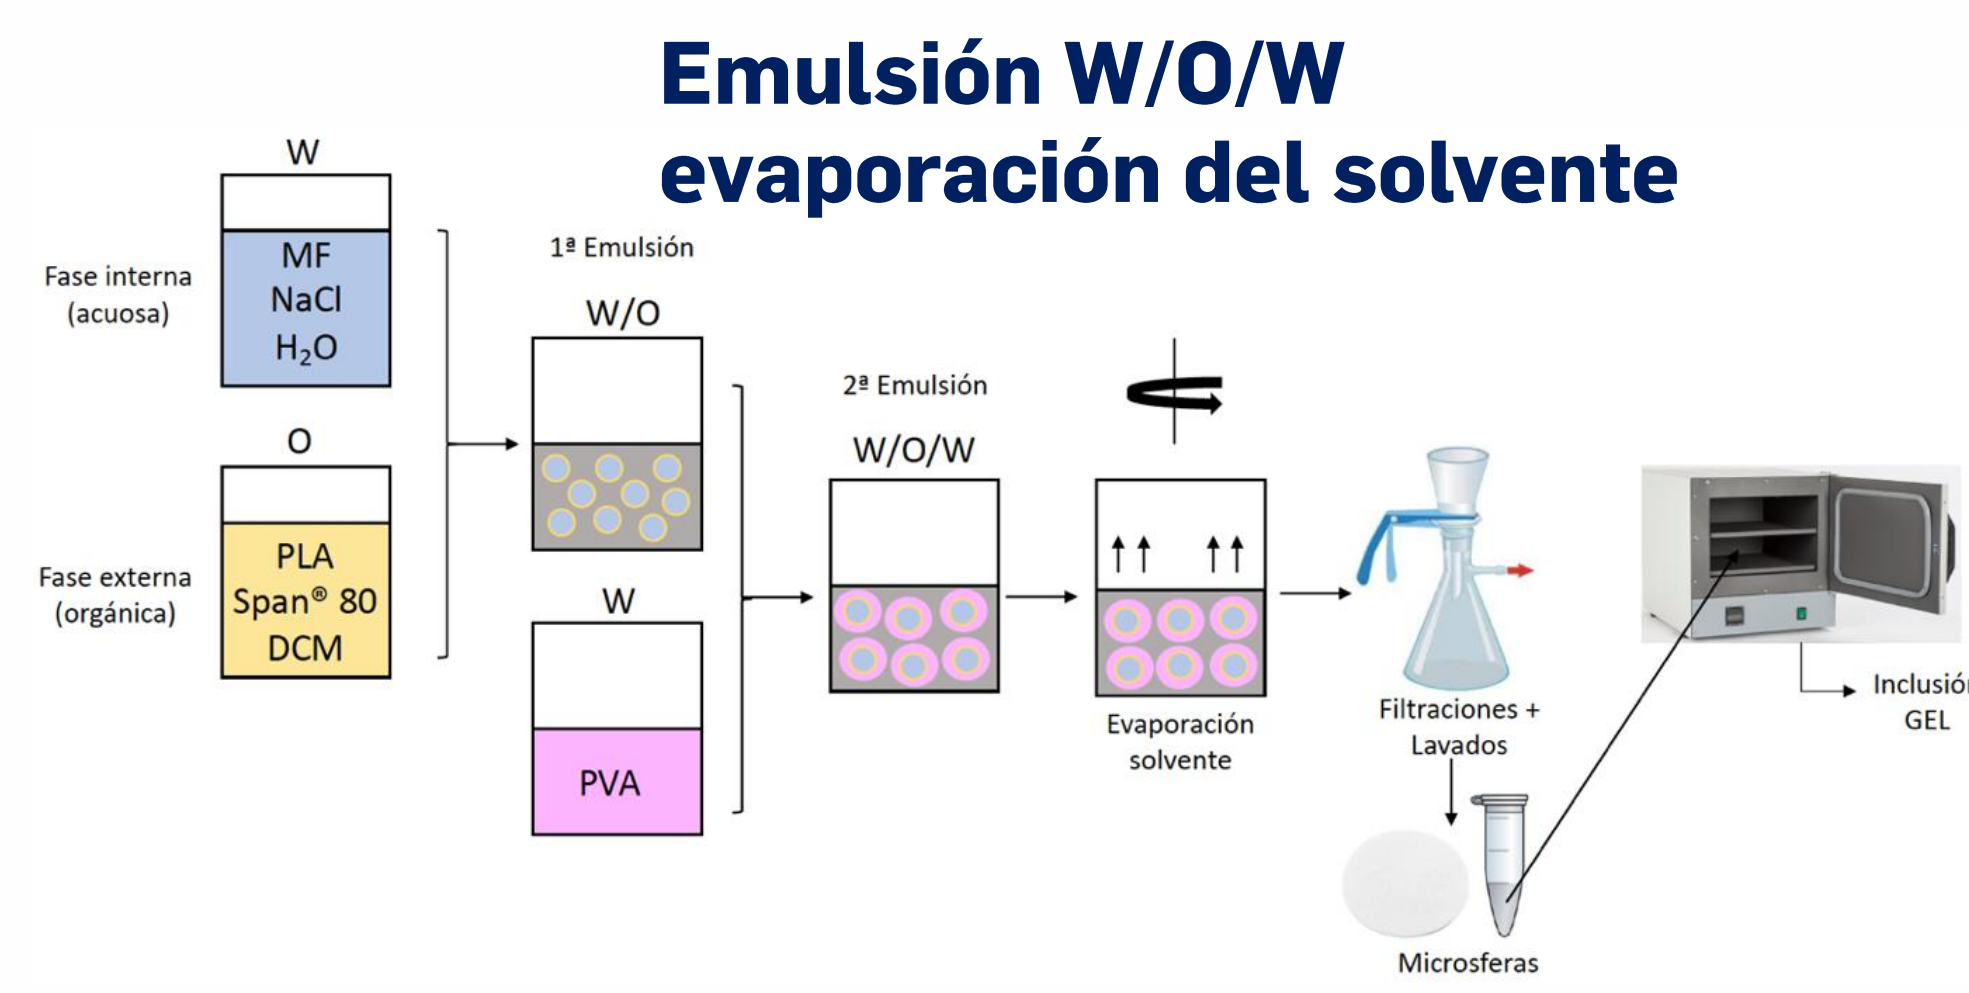 Emulsión W/O/W
evaporación del solvente
W
MF
NaCl
H₂O
Fase interna
(acuosa)
O
PLA
Span® 80
DCM
Fase externa
(orgánica)
1ª Emulsión
W/O
W
PVA
2ª Emulsión
W/O/W
Evaporación
solvente
Filtraciones +
Lavados
Microsferas
Inclusión
GEL